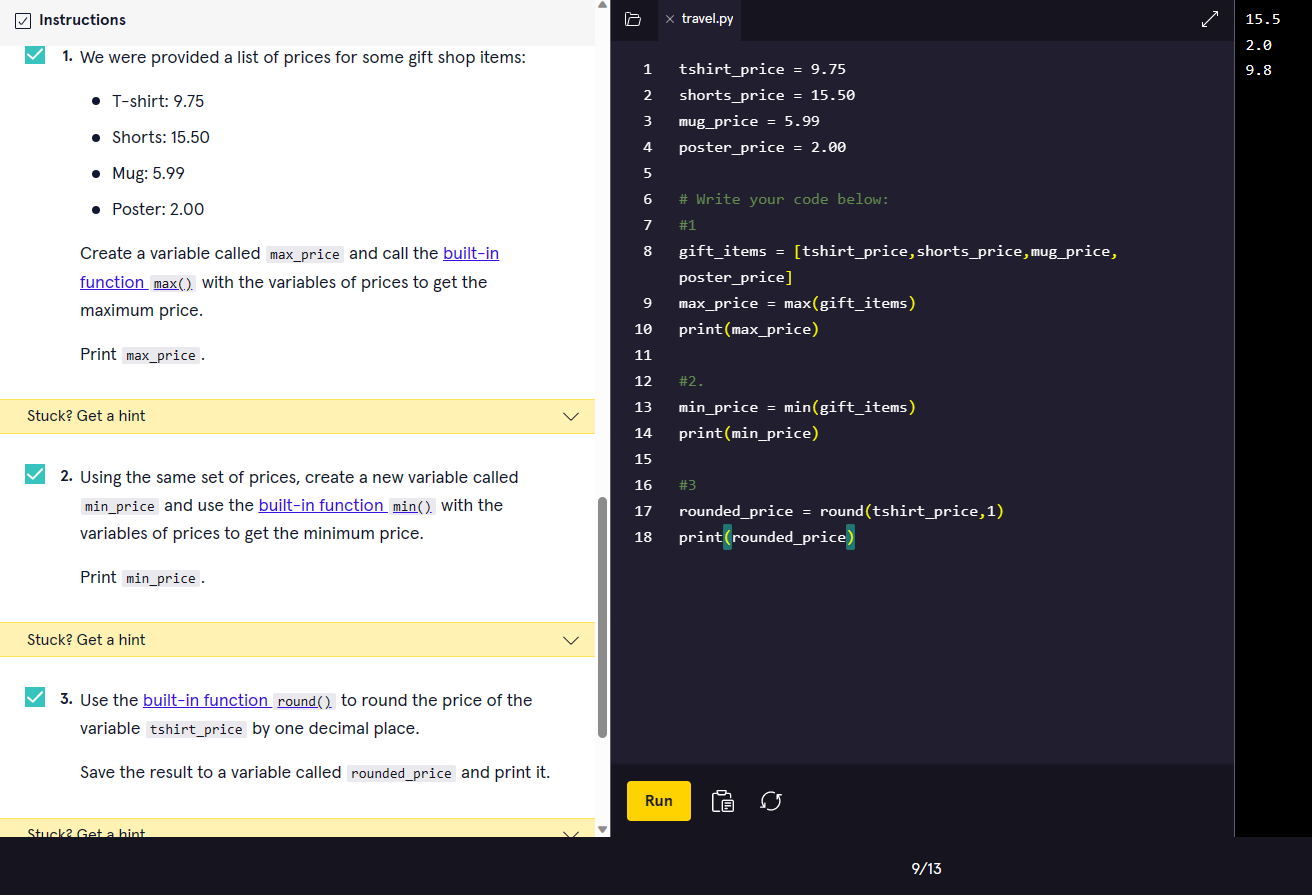 Instructions
1. We were provided a list of prices for some gift shop items:
T-shirt: 9.75
Shorts: 15.50
Mug: 5.99
Poster: 2.00
Create a variable called max_price and call the built-in
function max() with the variables of prices to get the
maximum price.
Print max_price.
Stuck? Get a hint
2. Using the same set of prices, create a new variable called
min_price and use the built-in function min() with the
variables of prices to get the minimum price.
Print min_price.
Stuck? Get a hint
3. Use the built-in function round() to round the price of the
variable tshirt_price by one decimal place.
Save the result to a variable called rounded_price and print it.
Stuck? Get a hint
travel.py
1 tshirt_price = 9.75
2 shorts_price = 15.50
3 mug_price = 5.99
4 poster_price = 2.00
5
6 # Write your code below:
7 #1
8 gift_items = [tshirt_price,shorts_price,mug_price,
poster_price]
9 max_price = max(gift_items)
10 print(max_price)
11
12 #2.
13 min_price = min(gift_items)
14 print(min_price)
15
16 #3
17 rounded_price = round(tshirt_price,1)
18 print(rounded_price)
Run
15.5
2.0
9.8
9/13